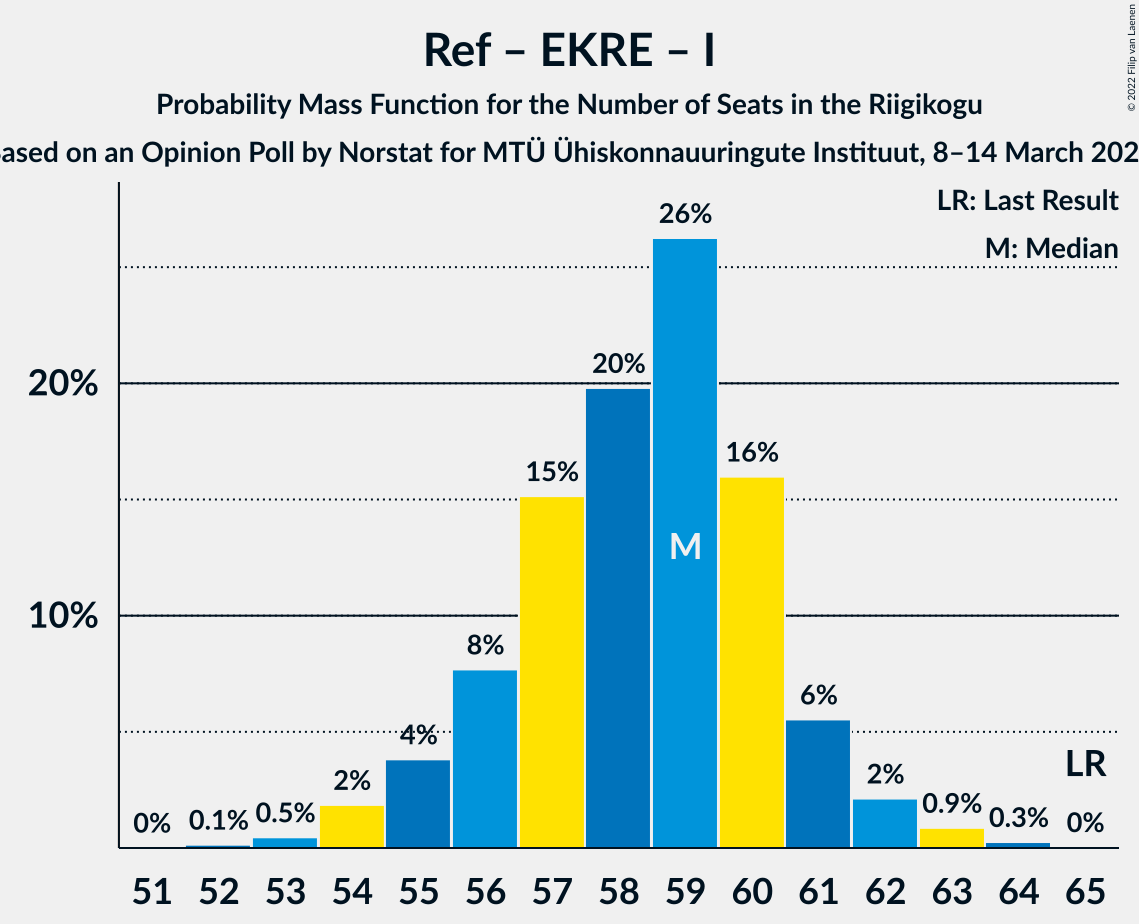 Ref – EKRE – I
Probability Mass Function for the Number of Seats in the Riigikogu
ased on an Opinion Poll by Norstat for MTÜ Ühiskonnauuringute Instituut, 8–14 March 202
© 2022 Filip van Laenen
LR: Last Result
M: Median
26%
20%
20%
16%
15%
M
10%
8%
6%
4%
LR
2%
2%
0%
0.1%
0.5%
0.9%
0.3%
0%
51 52 53 54 55 56 57 58 59 60 61 62 63 64 65